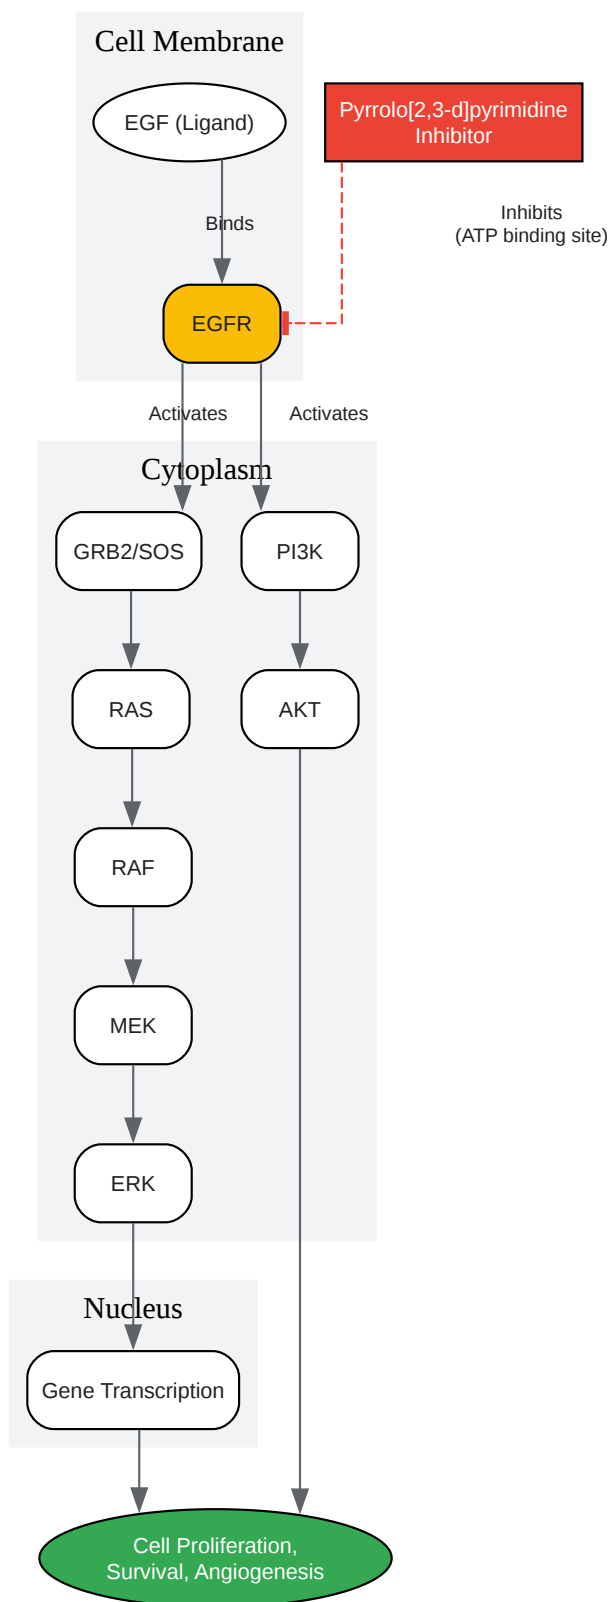 Cell Membrane
EGF (Ligand)
Pyrrolo[2,3-d]pyrimidine
Inhibitor
Binds
Inhibits
(ATP binding site)
EGFR
Activates
Activates
Cytoplasm
GRB2/SOS
PI3K
RAS
AKT
RAF
MEK
ERK
Nucleus
Gene Transcription
Cell Proliferation,
Survival, Angiogenesis